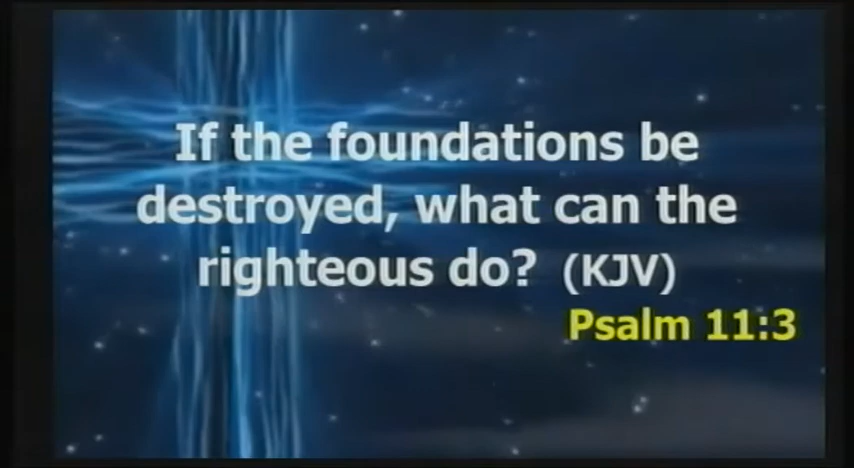 If the foundations be
destroyed, what can the
righteous do? (KJV)
Psalm 11:3